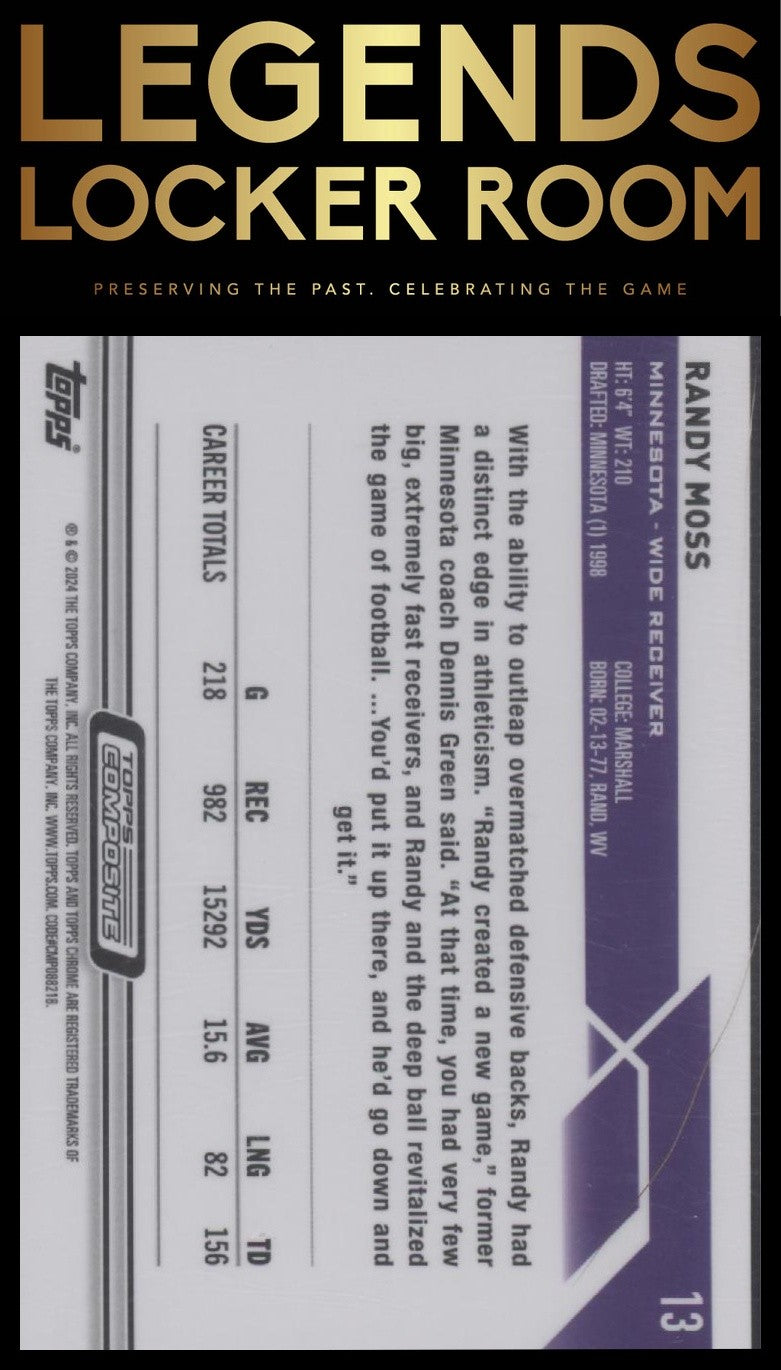 LEGENDS
LOCKER ROOM
PRESERVING THE PAST. CELEBRATING THE GAME
RANDY MOSS
MINNESOTA - WIDE RECEIVER
HT: 6'4" WT: 210 COLLEGE: MARSHALL
DRAFTED: MINNESOTA (1) 1998 BORN: 02-13-77, RAND, WV
13
With the ability to outleap overmatched defensive backs, Randy had
a distinct edge in athleticism. “Randy created a new game,” former
Minnesota coach Dennis Green said. “At that time, you had very few
big, extremely fast receivers, and Randy and the deep ball revitalized
the game of football. ...You’d put it up there, and he’d go down and
get it.”
G REC YDS AVG LNG TD
CAREER TOTALS 218 982 15292 15.6 82 156
TOPPS
COMPOSITE
topps®
® & © 2024 THE TOPPS COMPANY, INC. ALL RIGHTS RESERVED. TOPPS AND TOPPS CHROME ARE REGISTERED TRADEMARKS OF
THE TOPPS COMPANY, INC. WWW.TOPPS.COM. CODE#CMP088218.